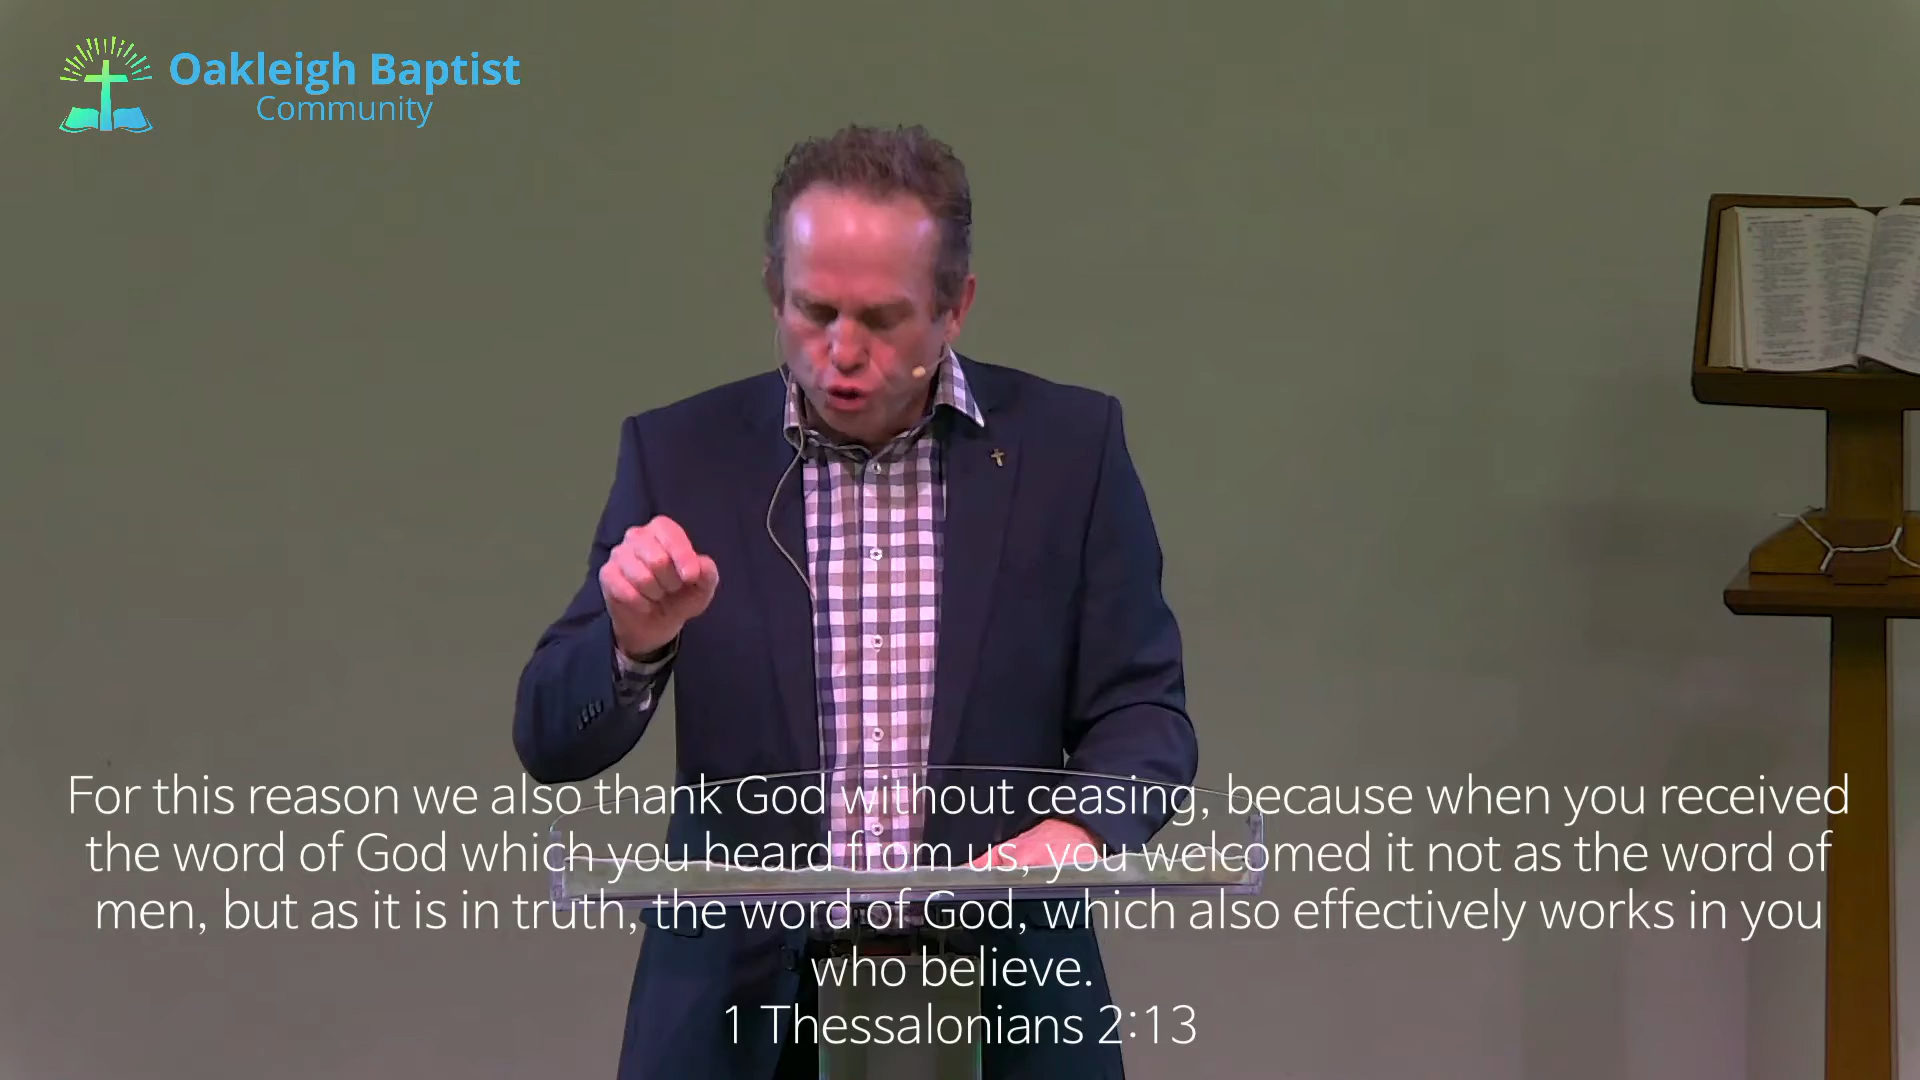 Oakleigh Baptist
Community
For this reason we also thank God without ceasing, because when you received
the word of God which you heard from us, you welcomed it not as the word of
men, but as it is in truth, the word of God, which also effectively works in you
who believe.
1 Thessalonians 2:13